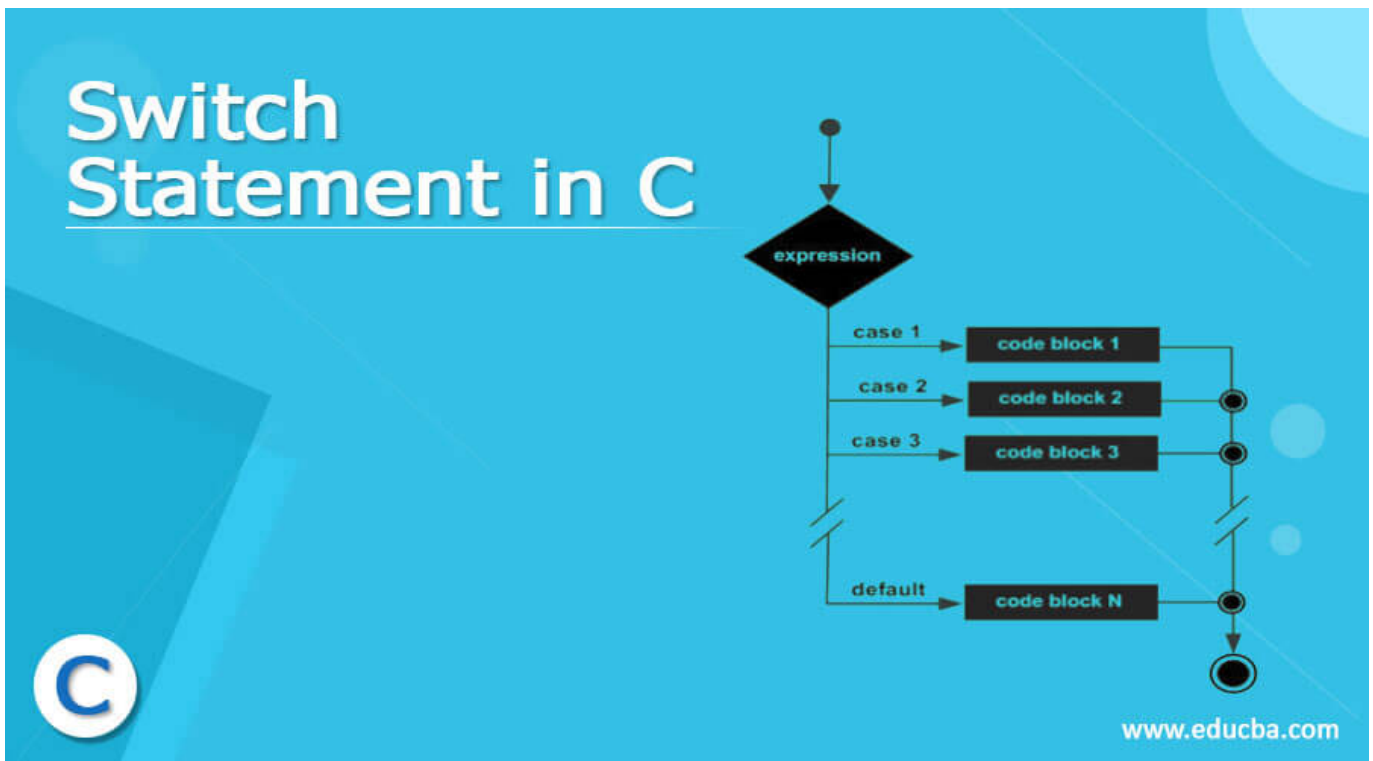 Switch
Statement in C
expression
case 1
code block 1
case 2
code block 2
case 3
code block 3
default
code block N
C
www.educba.com